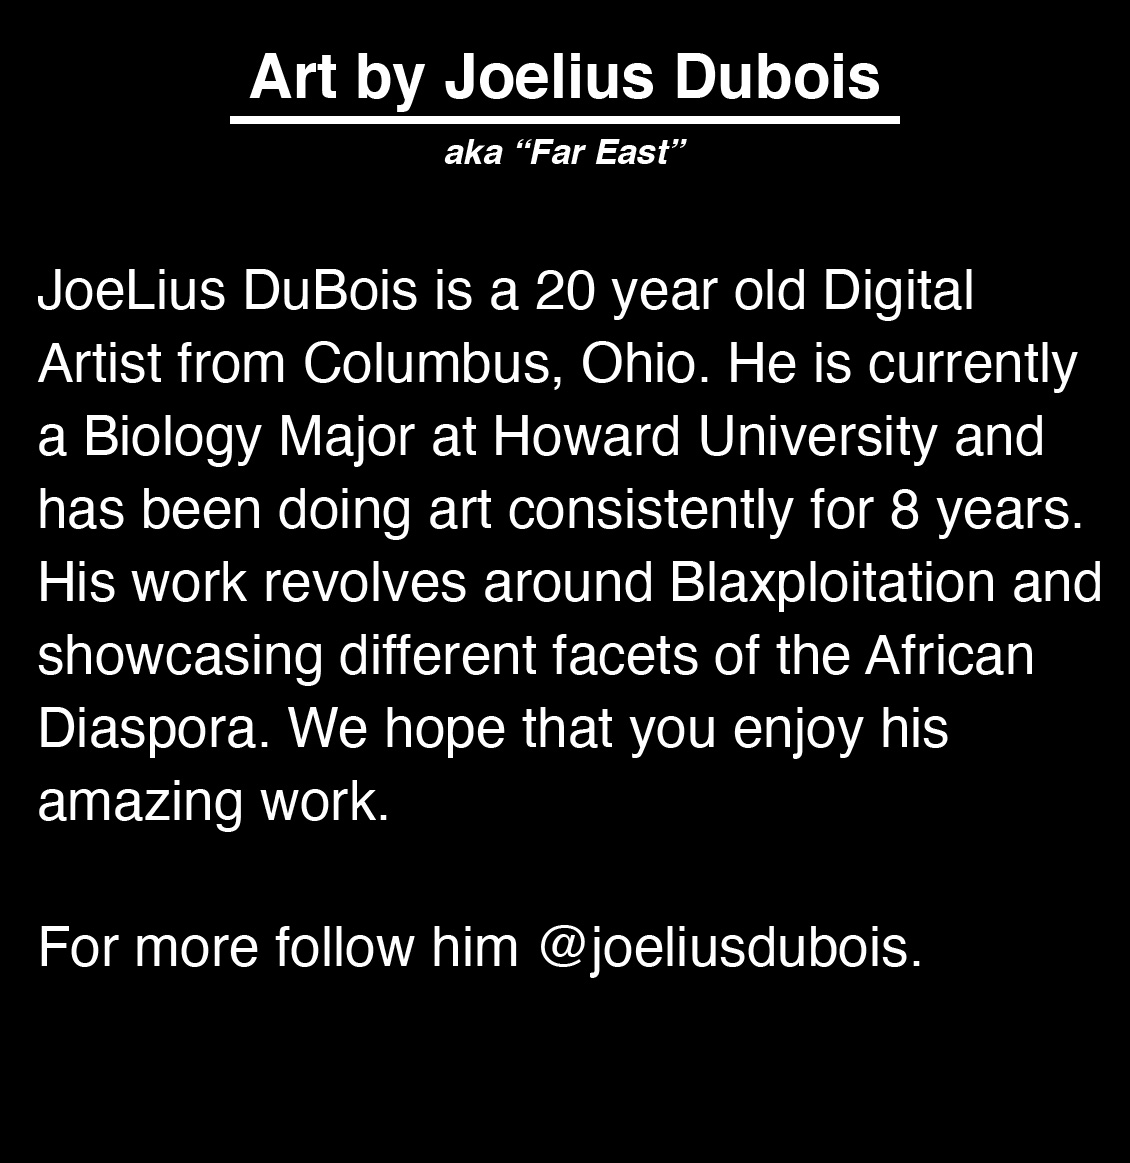 Art by Joelius Dubois
aka “Far East”
JoeLius DuBois is a 20 year old Digital
Artist from Columbus, Ohio. He is currently
a Biology Major at Howard University and
has been doing art consistently for 8 years.
His work revolves around Blaxploitation and
showcasing different facets of the African
Diaspora. We hope that you enjoy his
amazing work.
For more follow him @joeliusdubois.